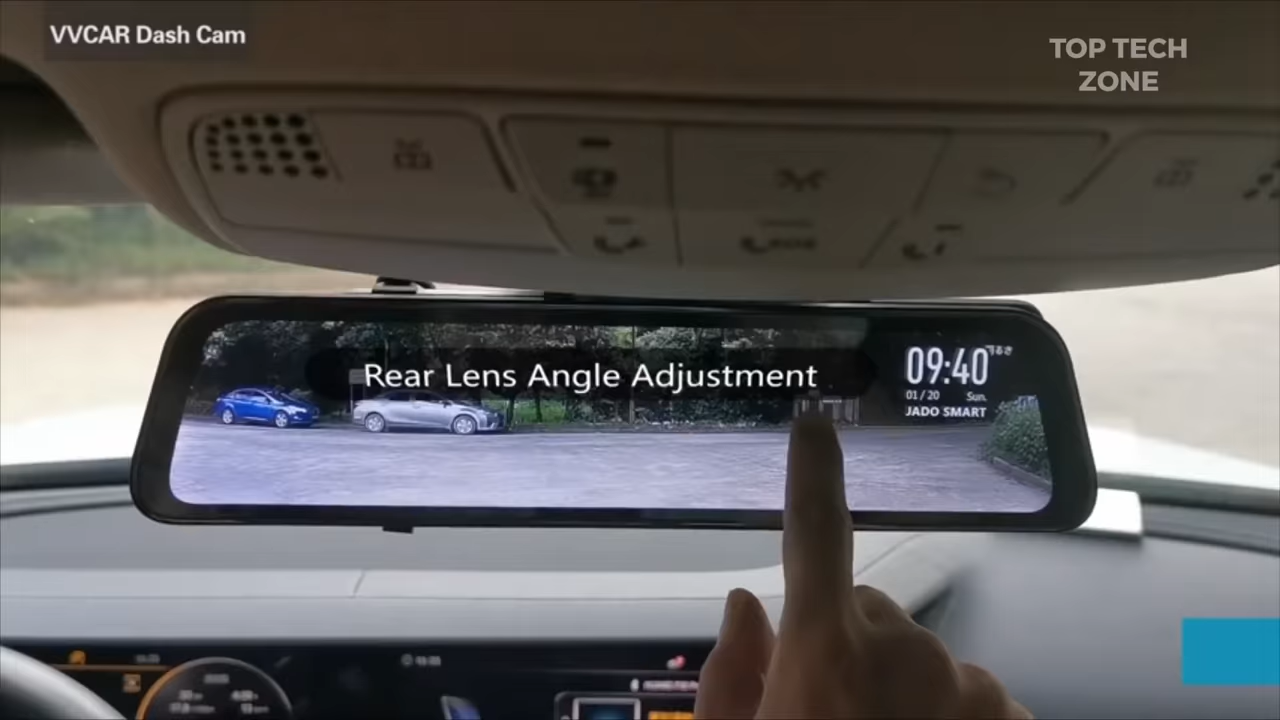 VVCAR Dash Cam
TOP TECH
ZONE
Rear Lens Angle Adjustment
09:40
01/20 Sun.
JADO SMART